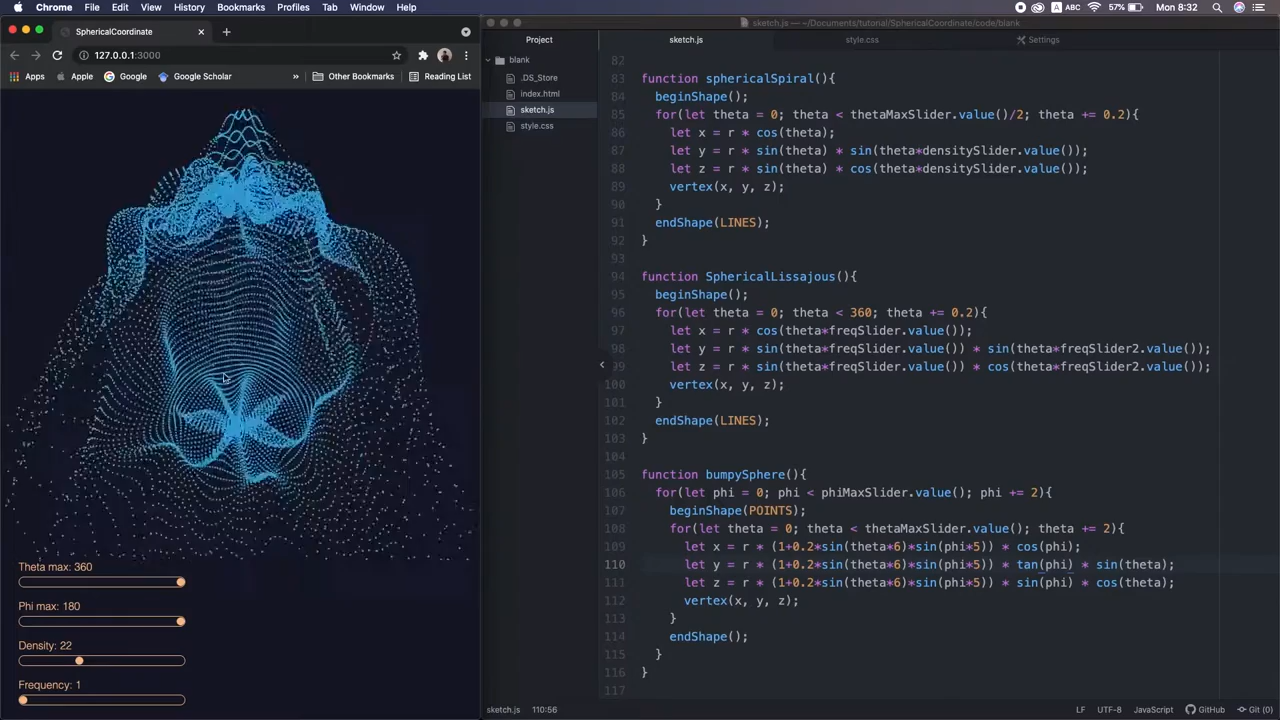 Chrome File Edit View History Bookmarks Profiles Tab Window Help
A ABC 57% Mon 8:32
SphericalCoordinate
127.0.0.1:3000
Apps Apple Google Google Scholar » Other Bookmarks Reading List
Theta max: 360
Phi max: 180
Density: 22
Frequency: 1
sketch.js — ~/Documents/tutorial/SphericalCoordinate/code/blank
Project
blank
.DS_Store
index.html
sketch.js
style.css
sketch.js style.css Settings
82
83 function sphericalSpiral(){
84 beginShape();
85 for(let theta = 0; theta < thetaMaxSlider.value()/2; theta += 0.2){
86 let x = r * cos(theta);
87 let y = r * sin(theta) * sin(theta*densitySlider.value());
88 let z = r * sin(theta) * cos(theta*densitySlider.value());
89 vertex(x, y, z);
90 }
91 endShape(LINES);
92 }
93
94 function SphericalLissajous(){
95 beginShape();
96 for(let theta = 0; theta < 360; theta += 0.2){
97 let x = r * cos(theta*freqSlider.value());
98 let y = r * sin(theta*freqSlider.value()) * sin(theta*freqSlider2.value());
99 let z = r * sin(theta*freqSlider.value()) * cos(theta*freqSlider2.value());
100 vertex(x, y, z);
101 }
102 endShape(LINES);
103 }
104
105 function bumpySphere(){
106 for(let phi = 0; phi < phiMaxSlider.value(); phi += 2){
107 beginShape(POINTS);
108 for(let theta = 0; theta < thetaMaxSlider.value(); theta += 2){
109 let x = r * (1+0.2*sin(theta*6)*sin(phi*5)) * cos(phi);
110 let y = r * (1+0.2*sin(theta*6)*sin(phi*5)) * tan(phi) * sin(theta);
111 let z = r * (1+0.2*sin(theta*6)*sin(phi*5)) * sin(phi) * cos(theta);
112 vertex(x, y, z);
113 }
114 endShape();
115 }
116 }
117
sketch.js 110:56 LF UTF-8 JavaScript GitHub Git (0)